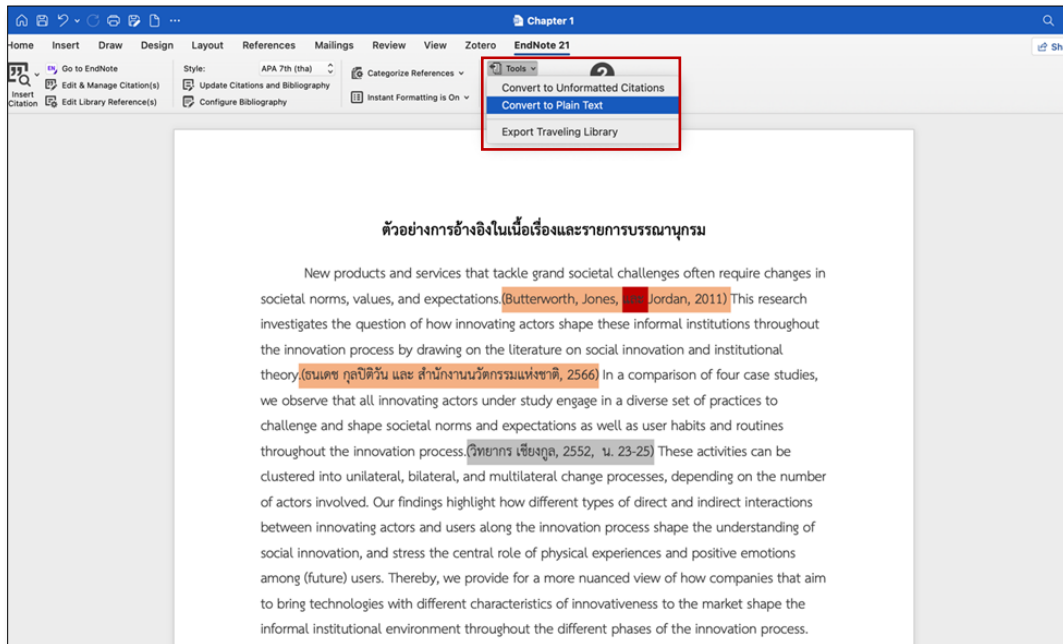 Chapter 1
Home Insert Draw Design Layout References Mailings Review View Zotero EndNote 21
Sh
Insert Citation
Go to EndNote
Edit & Manage Citation(s)
Edit Library Reference(s)
Style: APA 7th (tha)
Update Citations and Bibliography
Configure Bibliography
Categorize References
Instant Formatting is On
Tools
2
Convert to Unformatted Citations
Convert to Plain Text
Export Traveling Library
ตัวอย่างการอ้างอิงในเนื้อเรื่องและรายการบรรณานุกรม
New products and services that tackle grand societal challenges often require changes in
societal norms, values, and expectations.(Butterworth, Jones, และ Jordan, 2011) This research
investigates the question of how innovating actors shape these informal institutions throughout
the innovation process by drawing on the literature on social innovation and institutional
theory.(ธนเดช กุลปิติวัน และ สำนักงานนวัตกรรมแห่งชาติ, 2566) In a comparison of four case studies,
we observe that all innovating actors under study engage in a diverse set of practices to
challenge and shape societal norms and expectations as well as user habits and routines
throughout the innovation process.(วิทยากร เชียงกูล, 2552, น. 23-25) These activities can be
clustered into unilateral, bilateral, and multilateral change processes, depending on the number
of actors involved. Our findings highlight how different types of direct and indirect interactions
between innovating actors and users along the innovation process shape the understanding of
social innovation, and stress the central role of physical experiences and positive emotions
among (future) users. Thereby, we provide for a more nuanced view of how companies that aim
to bring technologies with different characteristics of innovativeness to the market shape the
informal institutional environment throughout the different phases of the innovation process.